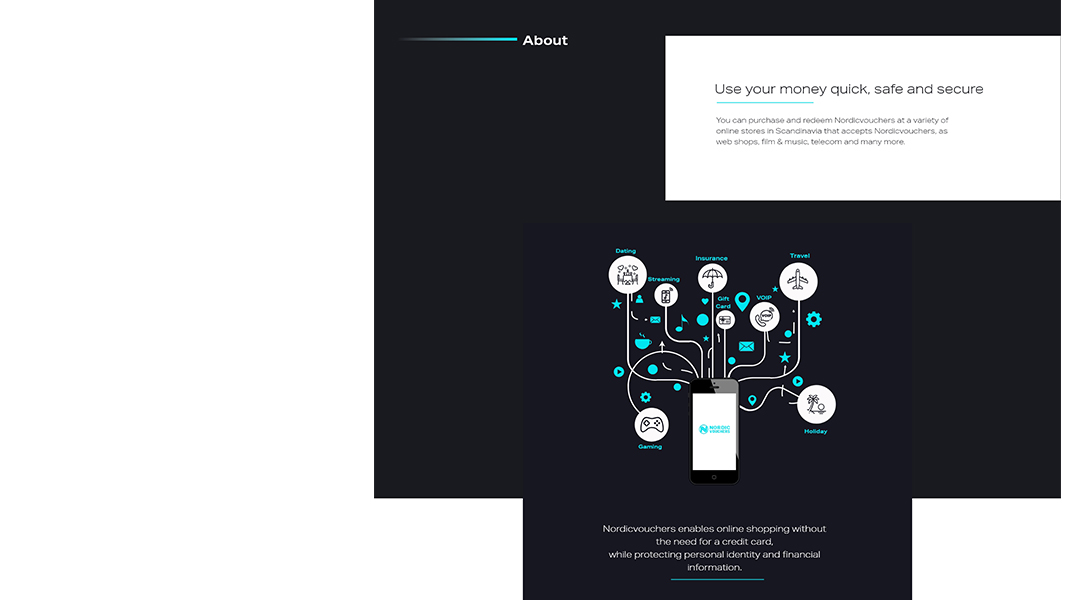 About
Use your money quick, safe and secure
You can purchase and redeem Nordicvouchers at a variety of
online stores in Scandinavia that accepts Nordicvouchers, as
web shops, film & music, telecom and many more.
Dating
Streaming
Insurance
Gift
Card
VOIP
VOIP
Travel
Gaming
Holiday
NORDIC
VOUCHERS
Nordicvouchers enables online shopping without
the need for a credit card,
while protecting personal identity and financial
information.